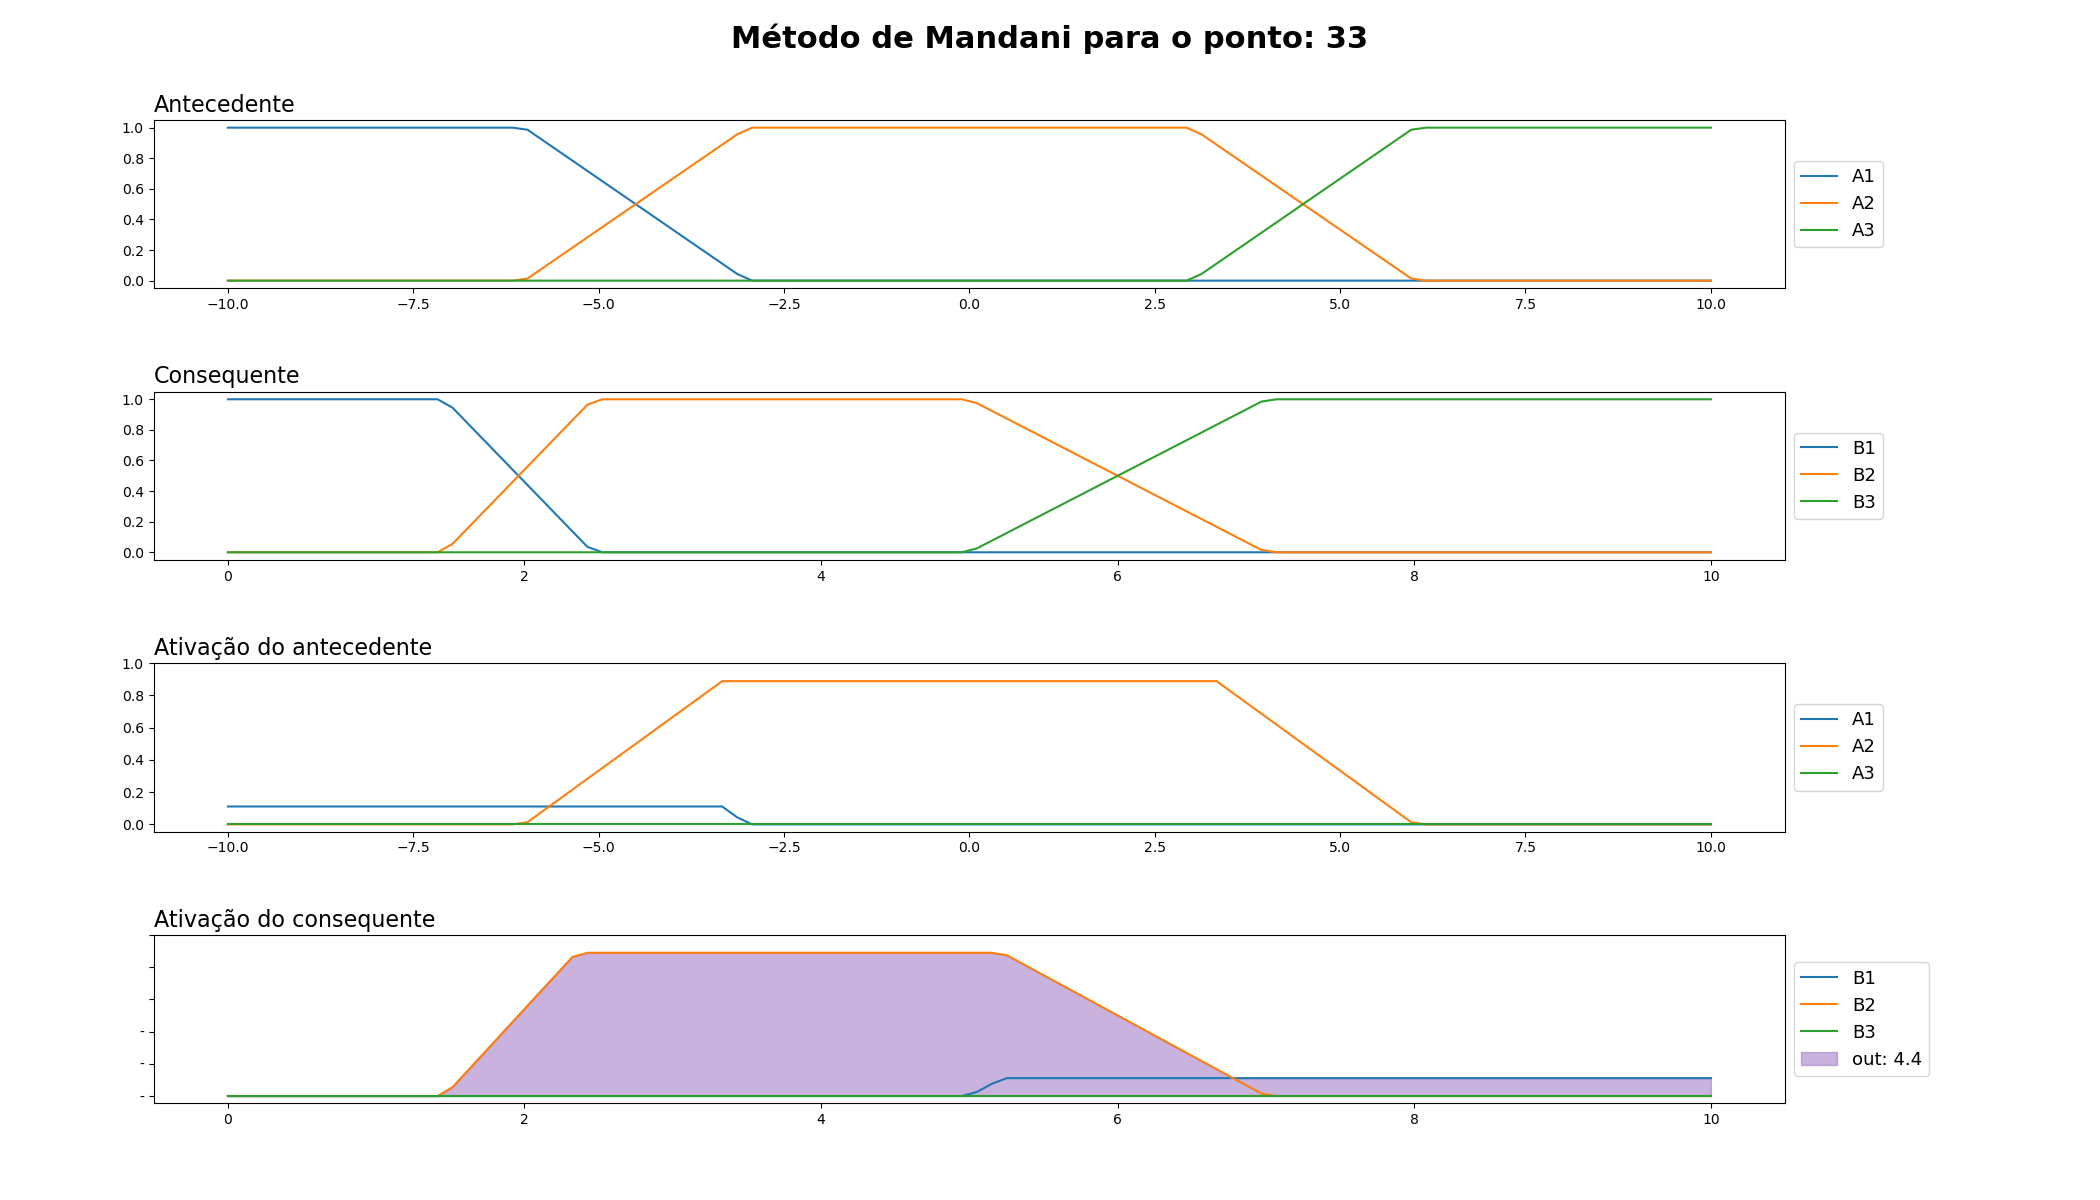 Método de Mandani para o ponto: 33
Antecedente
1.0
0.8
0.6
0.4
0.2
0.0
−10.0 −7.5 −5.0 −2.5 0.0 2.5 5.0 7.5 10.0
A1
A2
A3
Consequente
1.0
0.8
0.6
0.4
0.2
0.0
0 2 4 6 8 10
B1
B2
B3
Ativação do antecedente
1.0
0.8
0.6
0.4
0.2
0.0
−10.0 −7.5 −5.0 −2.5 0.0 2.5 5.0 7.5 10.0
A1
A2
A3
Ativação do consequente
-
-
-
0 2 4 6 8 10
B1
B2
B3
out: 4.4